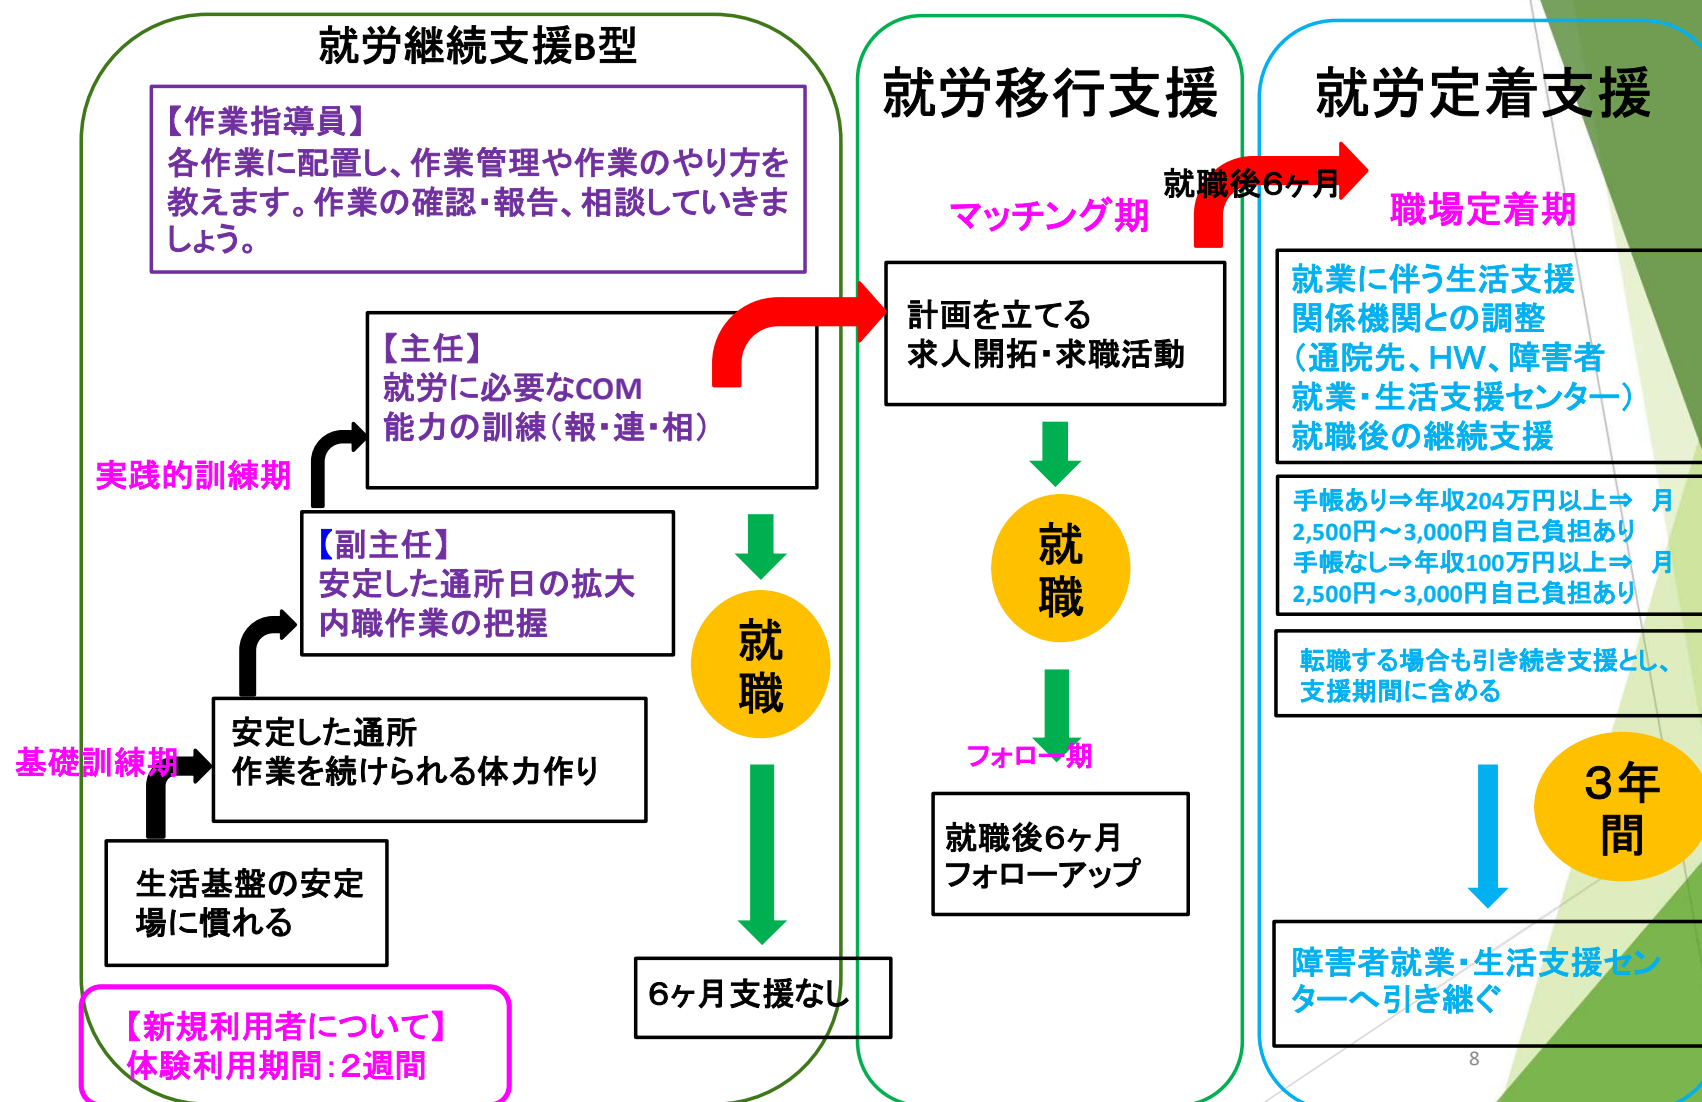 就労継続支援B型
【作業指導員】
各作業に配置し、作業管理や作業のやり方を
教えます。作業の確認・報告、相談していきま
しょう。
【主任】
就労に必要なCOM
能力の訓練（報・連・相）
実践的訓練期
【副主任】
安定した通所日の拡大
内職作業の把握
就
職
基礎訓練期
安定した通所
作業を続けられる体力作り
生活基盤の安定
場に慣れる
6ヶ月支援なし
【新規利用者について】
体験利用期間：2週間
就労移行支援
マッチング期
計画を立てる
求人開拓・求職活動
就
職
フォロー期
就職後6ヶ月
フォローアップ
就職後6ヶ月
就労定着支援
職場定着期
就業に伴う生活支援
関係機関との調整
（通院先、HW、障害者
就業・生活支援センター）
就職後の継続支援
手帳あり⇒年収204万円以上⇒　月
2,500円～3,000円自己負担あり
手帳なし⇒年収100万円以上⇒　月
2,500円～3,000円自己負担あり
転職する場合も引き続き支援とし、
支援期間に含める
3年
間
障害者就業・生活支援セン
ターへ引き継ぐ
8